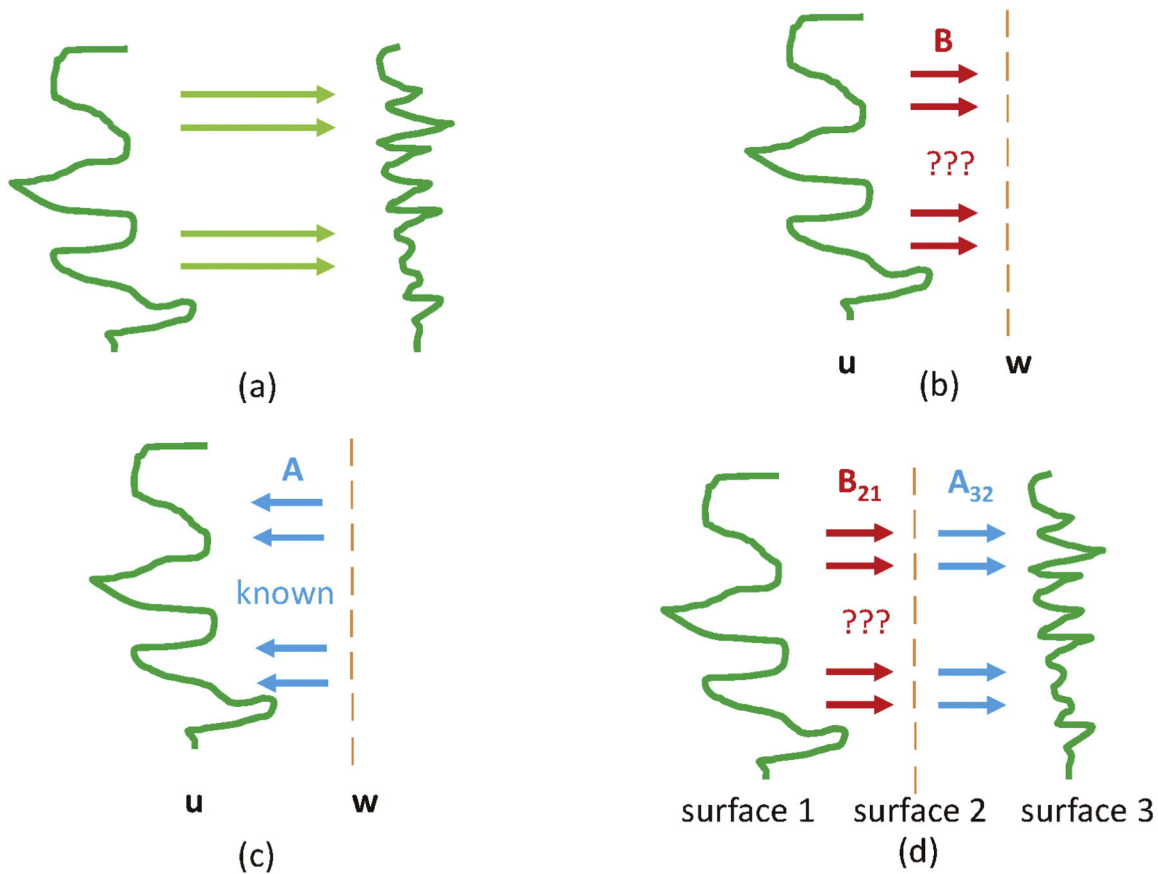 (a)
B
???
u
w
(b)
A
known
u
w
(c)
B21
A32
???
surface 1
surface 2
surface 3
(d)